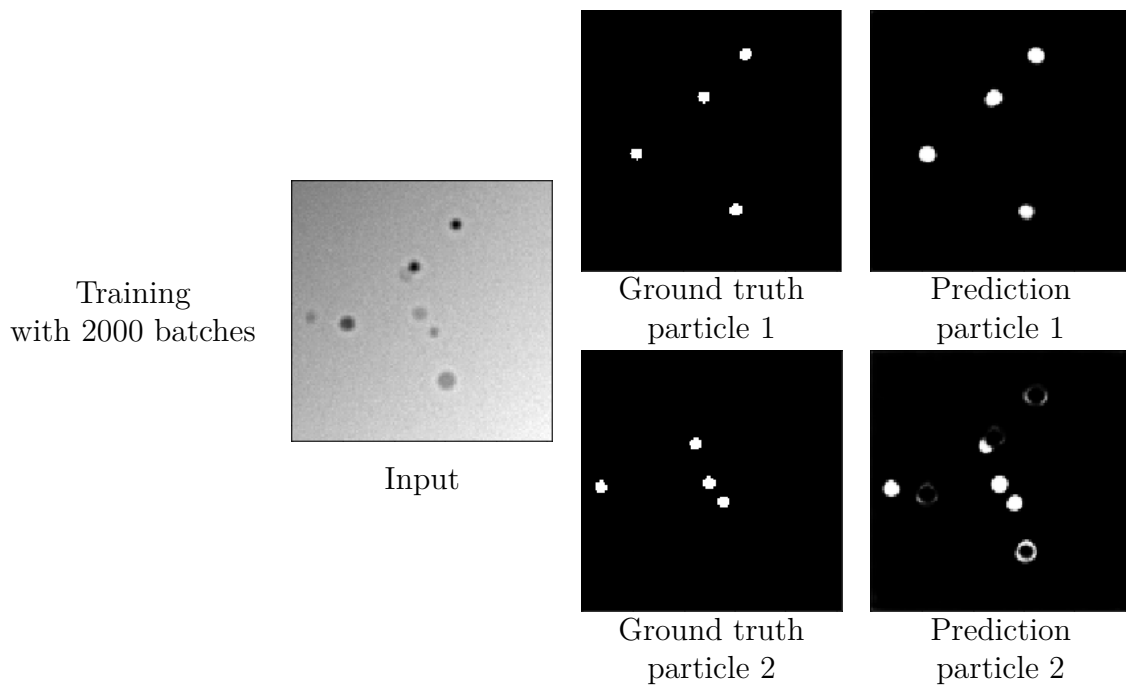 Training
with 2000 batches
Input
Ground truth
particle 1
Prediction
particle 1
Ground truth
particle 2
Prediction
particle 2